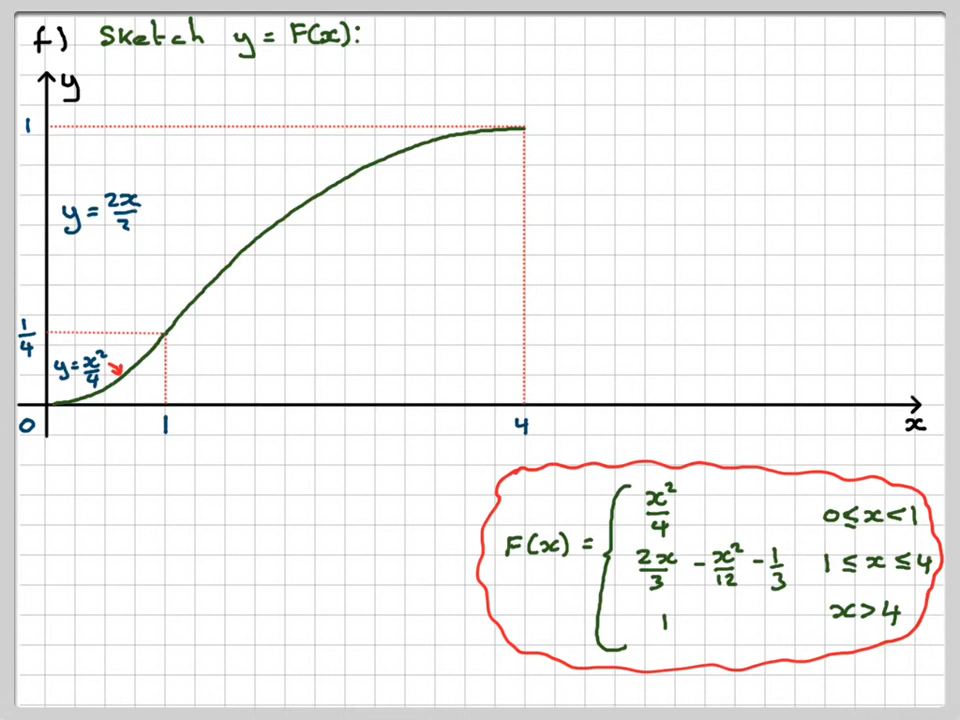 f) Sketch y = F(x):
y
1
y = 2x/3
1/4
y = x²/4
0 1 4 x
F(x) = { x²/4 0 ≤ x < 1
2x/3 - x²/12 - 1/3 1 ≤ x ≤ 4
1 x > 4